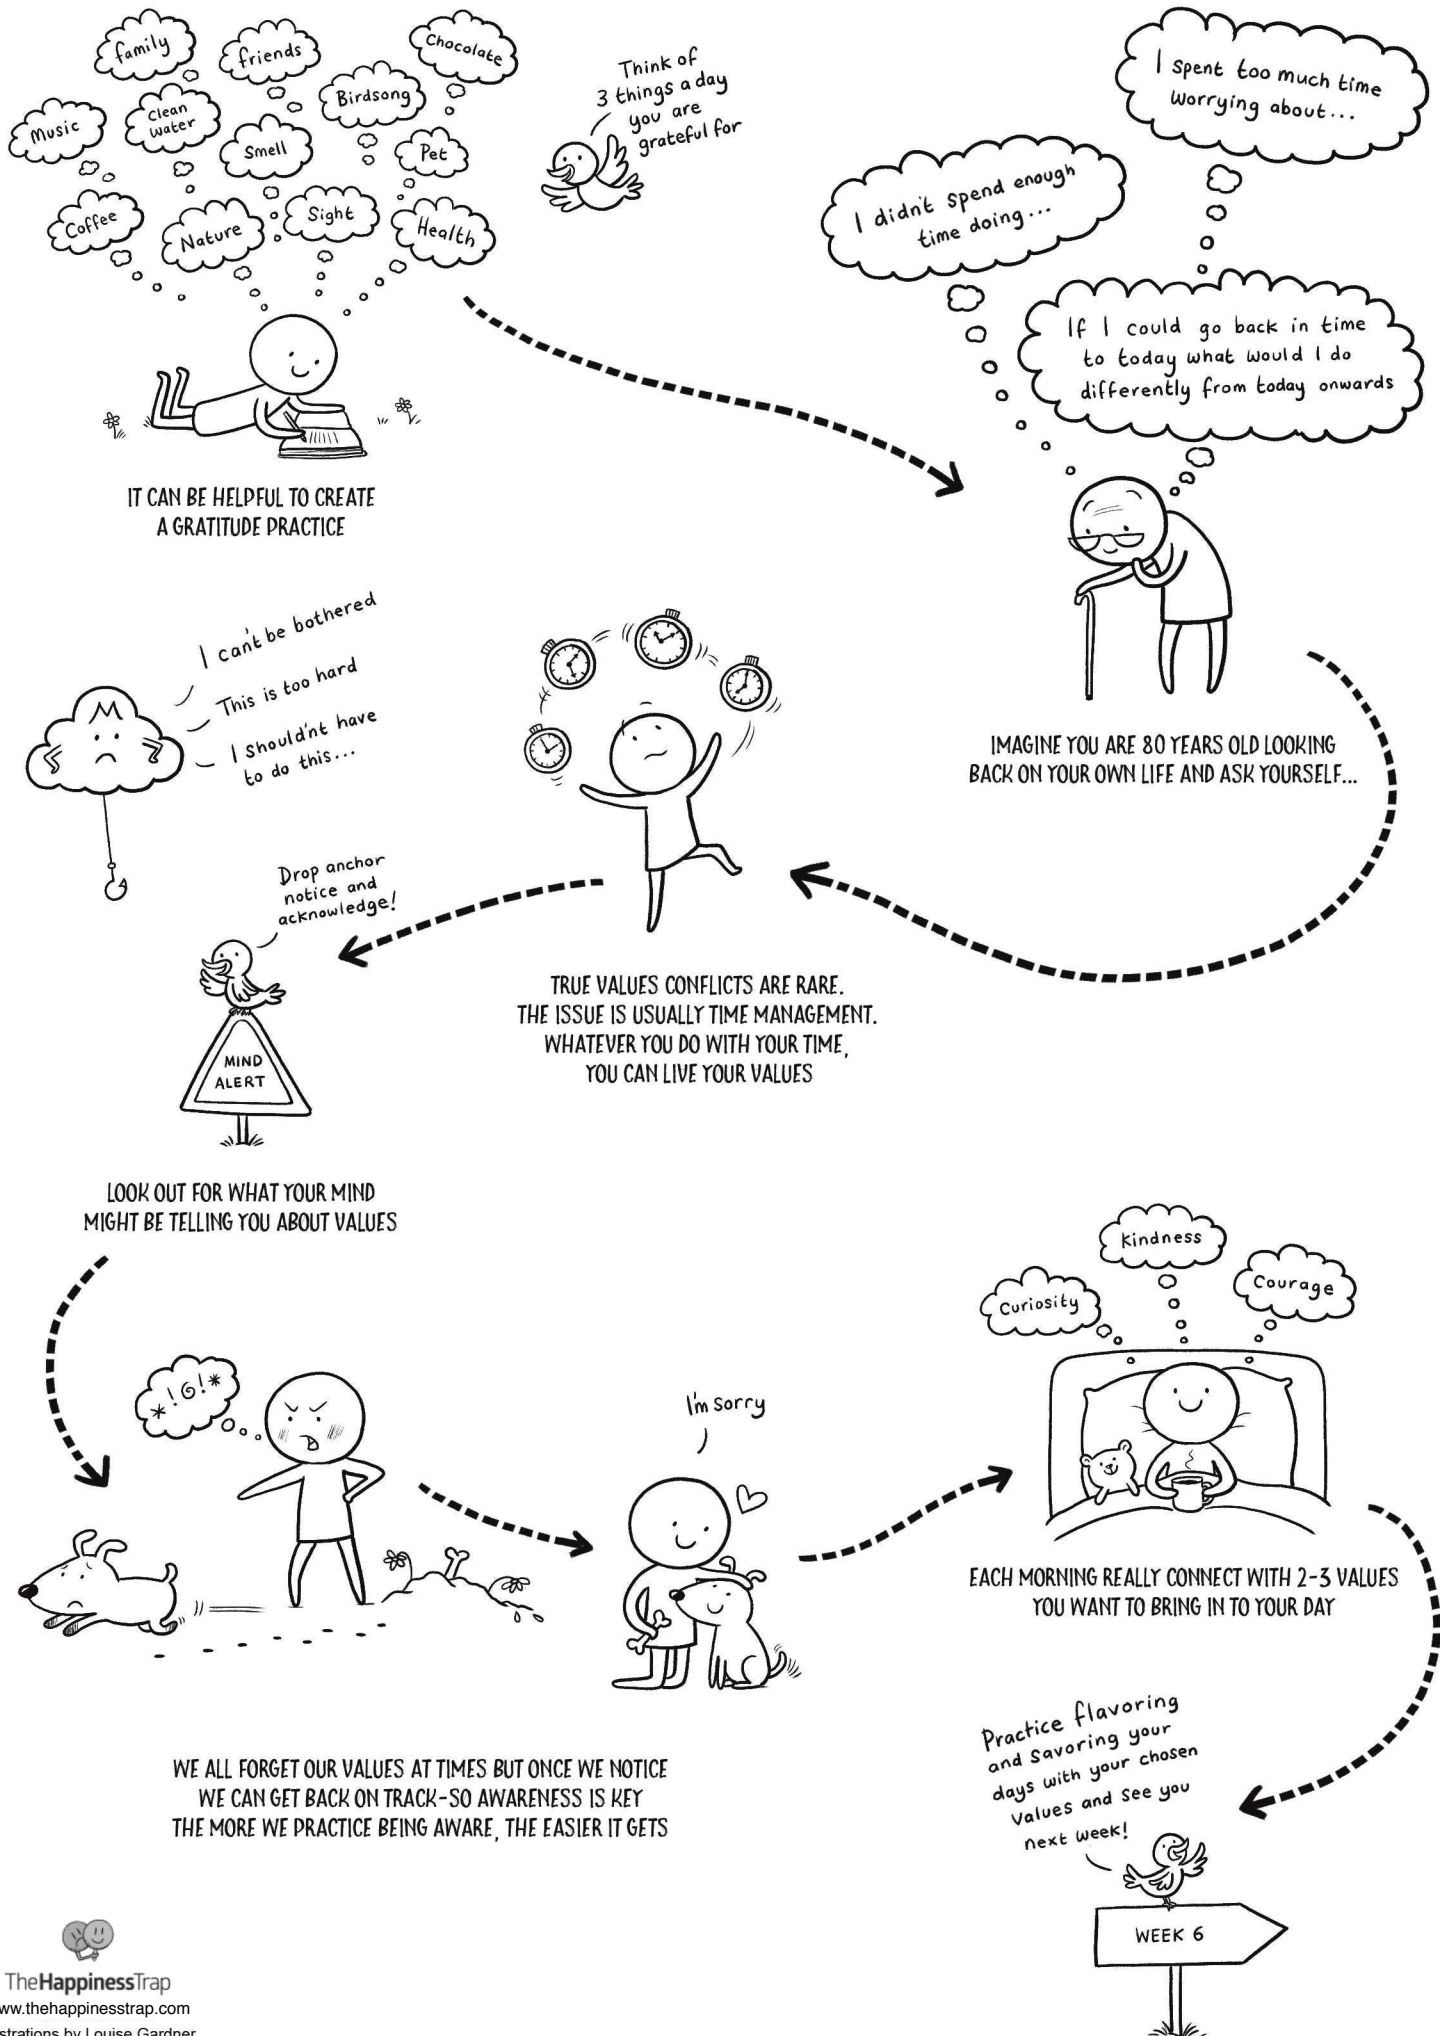 family
friends
Chocolate
Music
Clean
water
Birdsong
Smell
Pet
Coffee
Nature
Sight
Health
Think of
3 things a day
you are
grateful for
IT CAN BE HELPFUL TO CREATE
A GRATITUDE PRACTICE
I spent too much time
worrying about...
I didn't spend enough
time doing...
If I could go back in time
to today what would I do
differently from today onwards
IMAGINE YOU ARE 80 YEARS OLD LOOKING
BACK ON YOUR OWN LIFE AND ASK YOURSELF...
TRUE VALUES CONFLICTS ARE RARE.
THE ISSUE IS USUALLY TIME MANAGEMENT.
WHATEVER YOU DO WITH YOUR TIME,
YOU CAN LIVE YOUR VALUES
M
I can't be bothered
This is too hard
I should'nt have
to do this...
Drop anchor
notice and
acknowledge!
MIND
ALERT
LOOK OUT FOR WHAT YOUR MIND
MIGHT BE TELLING YOU ABOUT VALUES
*!@!*
I'm sorry
WE ALL FORGET OUR VALUES AT TIMES BUT ONCE WE NOTICE
WE CAN GET BACK ON TRACK-SO AWARENESS IS KEY
THE MORE WE PRACTICE BEING AWARE, THE EASIER IT GETS
Curiosity
Kindness
Courage
EACH MORNING REALLY CONNECT WITH 2-3 VALUES
YOU WANT TO BRING IN TO YOUR DAY
Practice flavoring
and savoring your
days with your chosen
values and see you
next week!
WEEK 6
TheHappinessTrap
ww.thehappinesstrap.com
strations by Louise Gardner